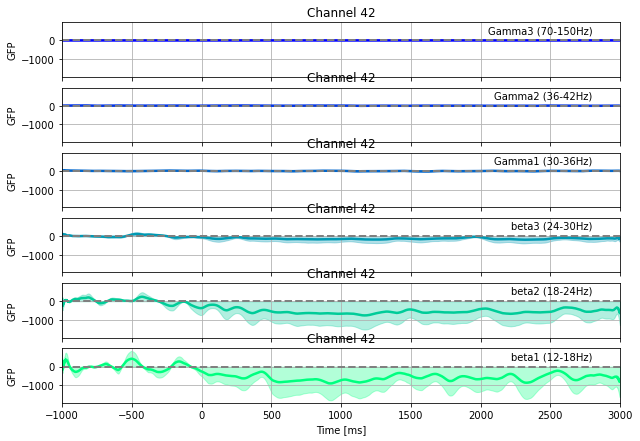 Channel 42
Gamma3 (70-150Hz)
GFP
0
−1000
Channel 42
Gamma2 (36-42Hz)
GFP
0
−1000
Channel 42
Gamma1 (30-36Hz)
GFP
0
−1000
Channel 42
beta3 (24-30Hz)
GFP
0
−1000
Channel 42
beta2 (18-24Hz)
GFP
0
−1000
Channel 42
beta1 (12-18Hz)
GFP
0
−1000
−1000 −500 0 500 1000 1500 2000 2500 3000
Time [ms]